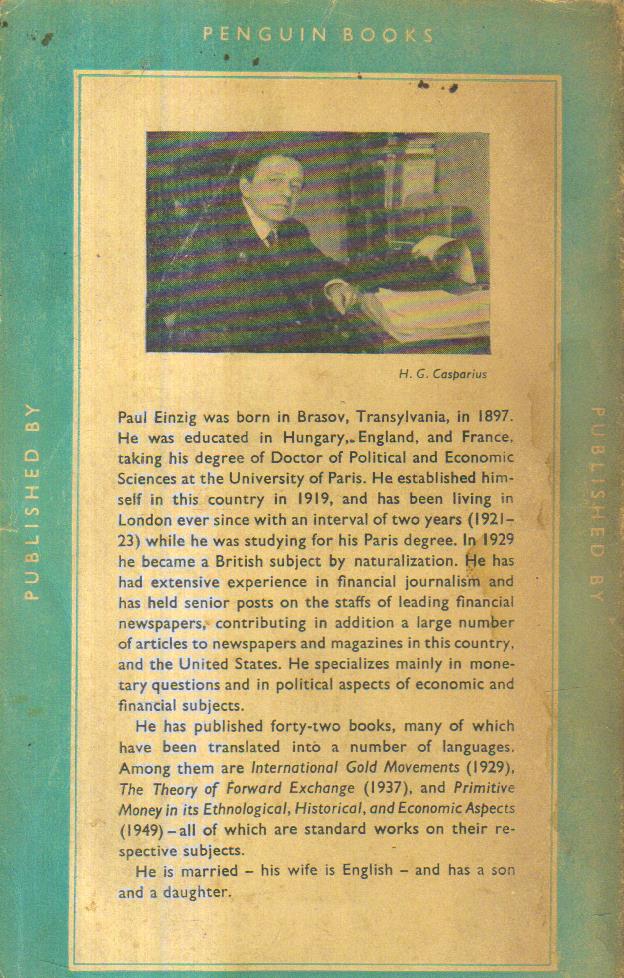 PENGUIN BOOKS
H. G. Casparius
Paul Einzig was born in Brasov, Transylvania, in 1897.
He was educated in Hungary, England, and France,
taking his degree of Doctor of Political and Economic
Sciences at the University of Paris. He established him-
self in this country in 1919, and has been living in
London ever since with an interval of two years (1921–
23) while he was studying for his Paris degree. In 1929
he became a British subject by naturalization. He has
had extensive experience in financial journalism and
has held senior posts on the staffs of leading financial
newspapers, contributing in addition a large number
of articles to newspapers and magazines in this country,
and the United States. He specializes mainly in mone-
tary questions and in political aspects of economic and
financial subjects.
He has published forty-two books, many of which
have been translated into a number of languages.
Among them are International Gold Movements (1929),
The Theory of Forward Exchange (1937), and Primitive
Money in its Ethnological, Historical, and Economic Aspects
(1949) – all of which are standard works on their re-
spective subjects.
He is married – his wife is English – and has a son
and a daughter.
PUBLISHED BY
PUBLISHED BY